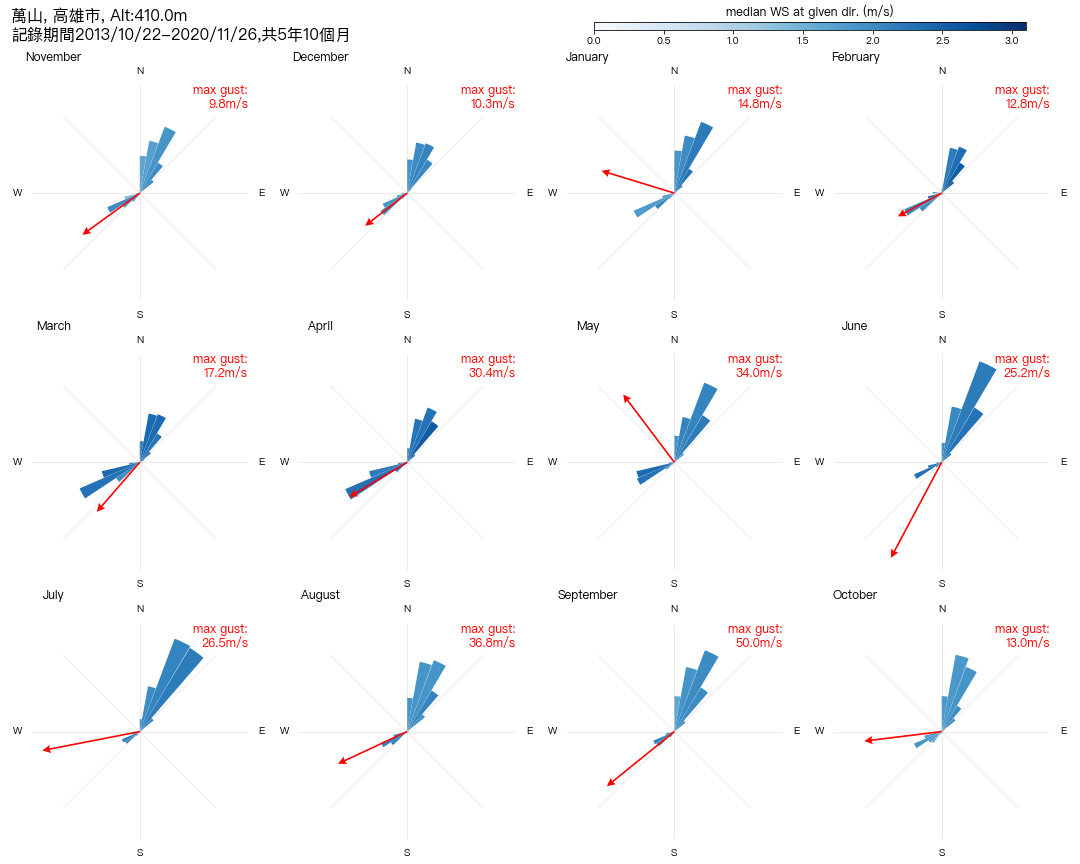 萬山, 高雄市, Alt:410.0m
記錄期間2013/10/22–2020/11/26,共5年10個月
median WS at given dir. (m/s)
0.0 0.5 1.0 1.5 2.0 2.5 3.0
November
N
max gust:
9.8m/s
W E
S
December
N
max gust:
10.3m/s
W E
S
January
N
max gust:
14.8m/s
W E
S
February
N
max gust:
12.8m/s
W E
S
March
N
max gust:
17.2m/s
W E
S
April
N
max gust:
30.4m/s
W E
S
May
N
max gust:
34.0m/s
W E
S
June
N
max gust:
25.2m/s
W E
S
July
N
max gust:
26.5m/s
W E
S
August
N
max gust:
36.8m/s
W E
S
September
N
max gust:
50.0m/s
W E
S
October
N
max gust:
13.0m/s
W E
S